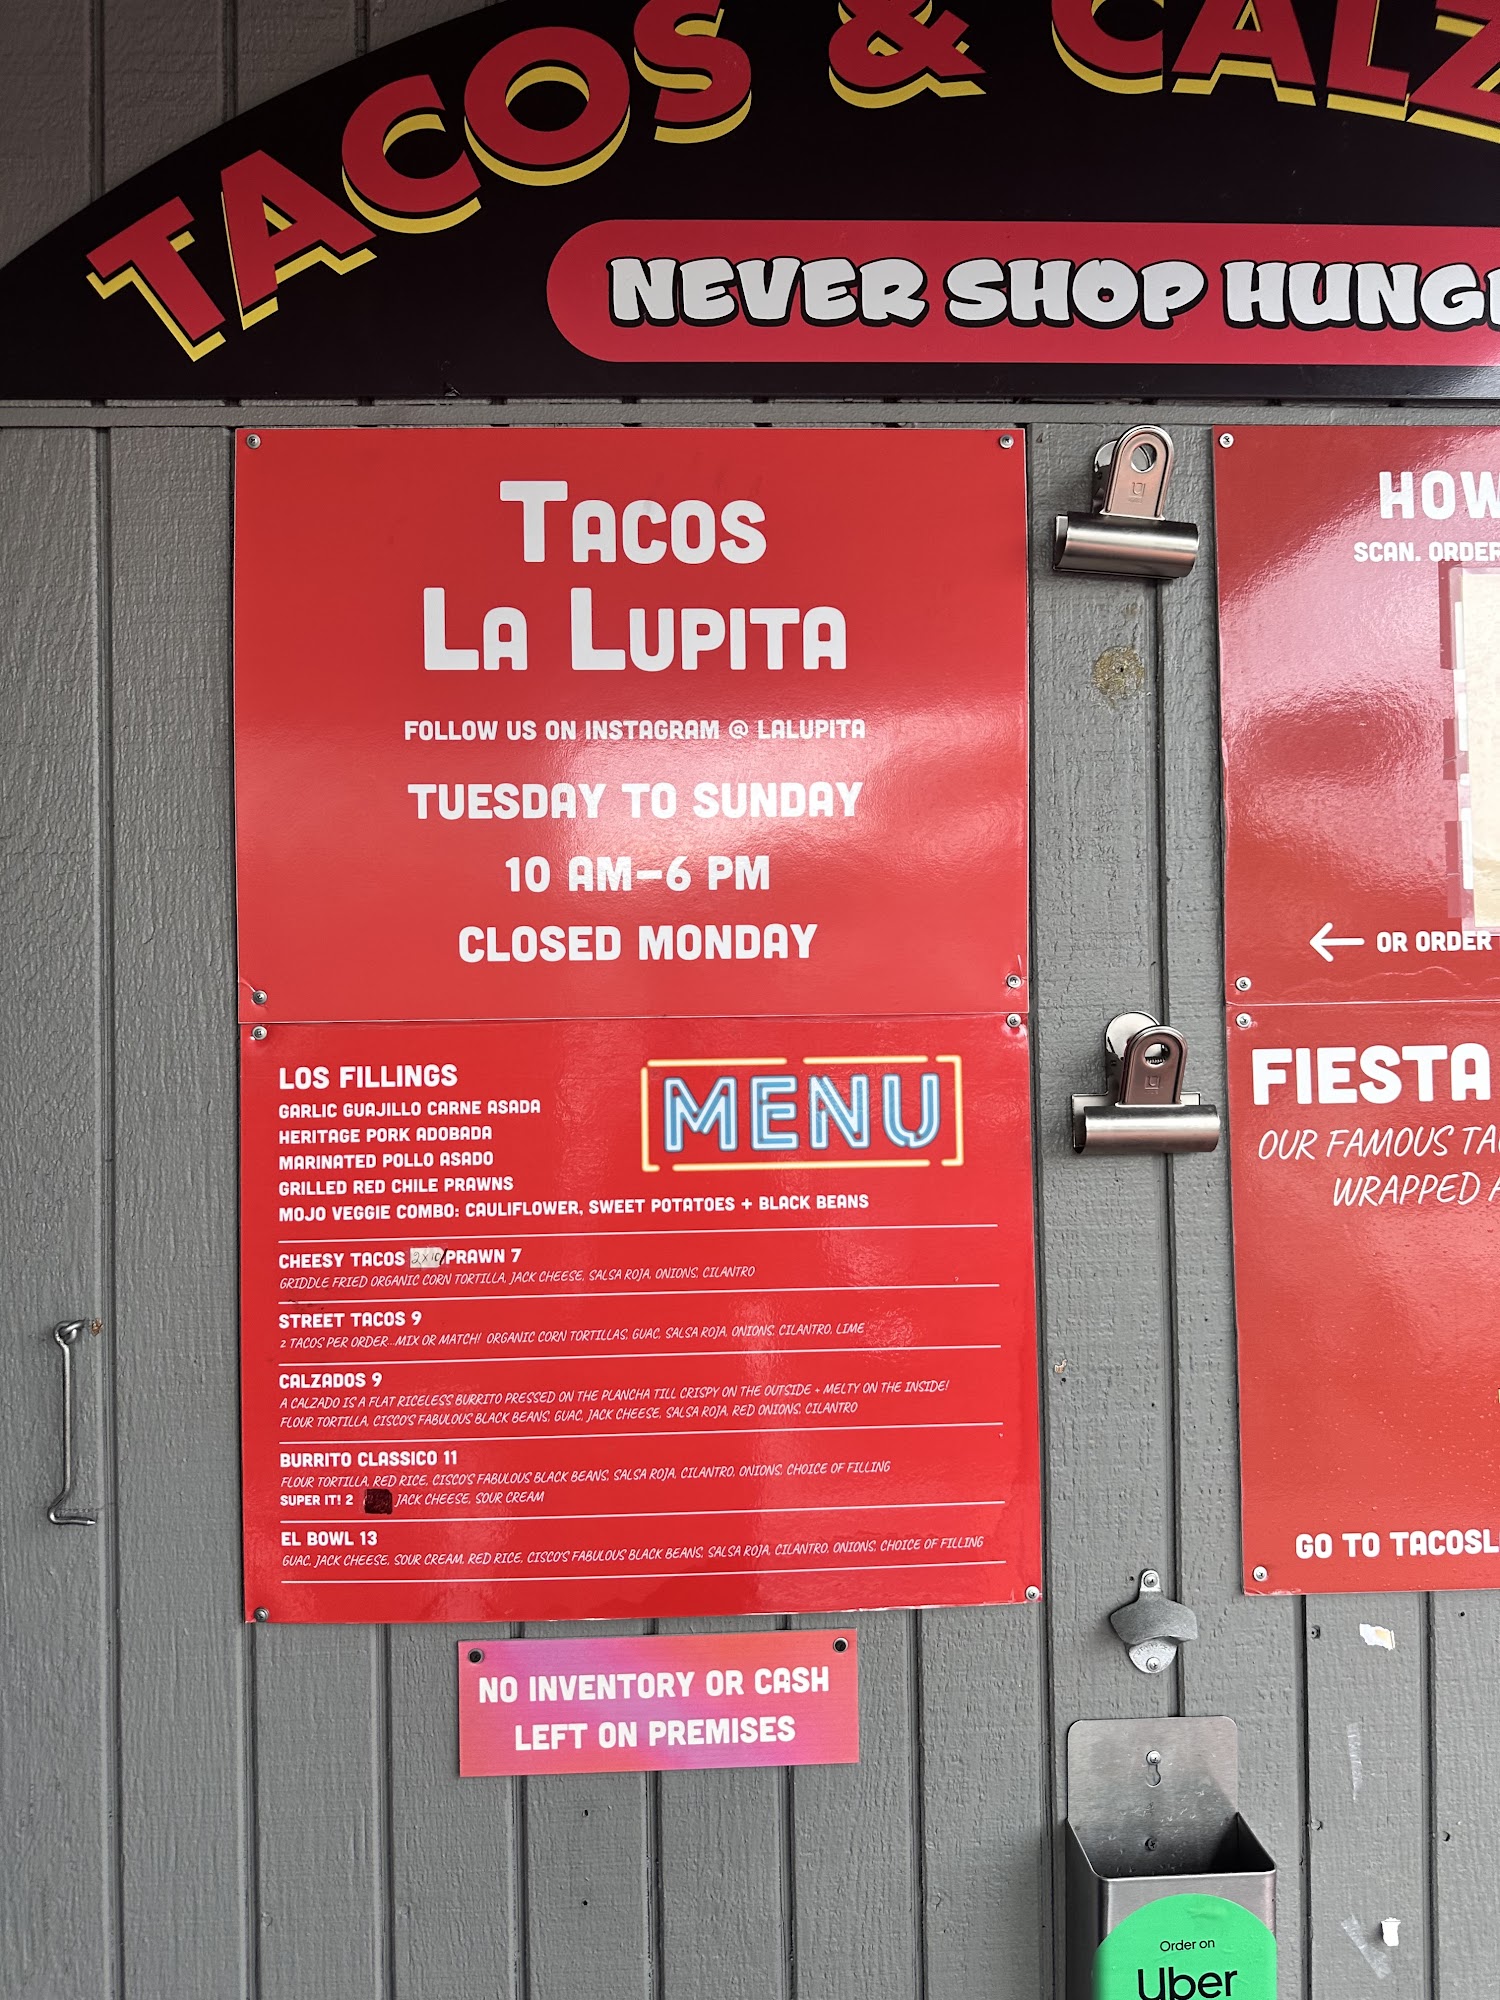 TACOS & CALZ
NEVER SHOP HUNG
TACOS
LA LUPITA
FOLLOW US ON INSTAGRAM @ LALUPITA
TUESDAY TO SUNDAY
10 AM–6 PM
CLOSED MONDAY
LOS FILLINGS
MENU
GARLIC GUAJILLO CARNE ASADA
HERITAGE PORK ADOBADA
MARINATED POLLO ASADO
GRILLED RED CHILE PRAWNS
MOJO VEGGIE COMBO: CAULIFLOWER, SWEET POTATOES + BLACK BEANS
CHEESY TACOS 2x10/PRAWN 7
GRIDDLE FRIED ORGANIC CORN TORTILLA, JACK CHEESE, SALSA ROJA, ONIONS, CILANTRO
STREET TACOS 9
2 TACOS PER ORDER...MIX OR MATCH! ORGANIC CORN TORTILLAS, GUAC, SALSA ROJA, ONIONS, CILANTRO, LIME
CALZADOS 9
A CALZADO IS A FLAT RICELESS BURRITO PRESSED ON THE PLANCHA TILL CRISPY ON THE OUTSIDE + MELTY ON THE INSIDE!
FLOUR TORTILLA, CISCO'S FABULOUS BLACK BEANS, GUAC, JACK CHEESE, SALSA ROJA, RED ONIONS, CILANTRO
BURRITO CLASSICO 11
FLOUR TORTILLA, RED RICE, CISCO'S FABULOUS BLACK BEANS, SALSA ROJA, CILANTRO, ONIONS, CHOICE OF FILLING
SUPER IT! 2 JACK CHEESE, SOUR CREAM
EL BOWL 13
GUAC, JACK CHEESE, SOUR CREAM, RED RICE, CISCO'S FABULOUS BLACK BEANS, SALSA ROJA, CILANTRO, ONIONS, CHOICE OF FILLING
NO INVENTORY OR CASH
LEFT ON PREMISES
HOW
SCAN. ORDER
← OR ORDER
FIESTA
OUR FAMOUS TA
WRAPPED
GO TO TACOSL
Order on
Uber